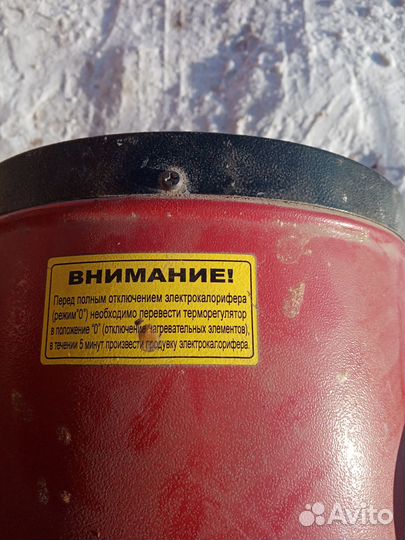 ВНИМАНИЕ!
Перед полным отключением электрокалорифера
(режим"0") необходимо перевести терморегулятор
в положение "0" (отключение нагревательных элементов),
в течении 5 минут произвести продувку электрокалорифера.
Avito